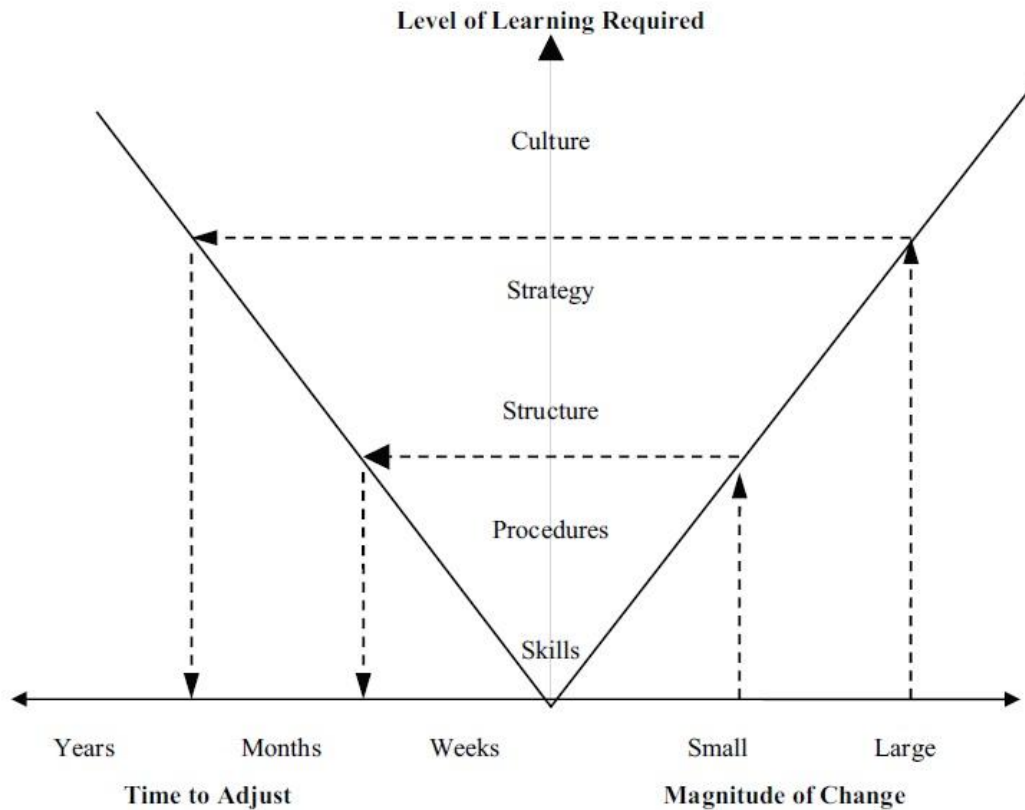 Level of Learning Required
Culture
Strategy
Structure
Procedures
Skills
Years Months Weeks Small Large
Time to Adjust Magnitude of Change